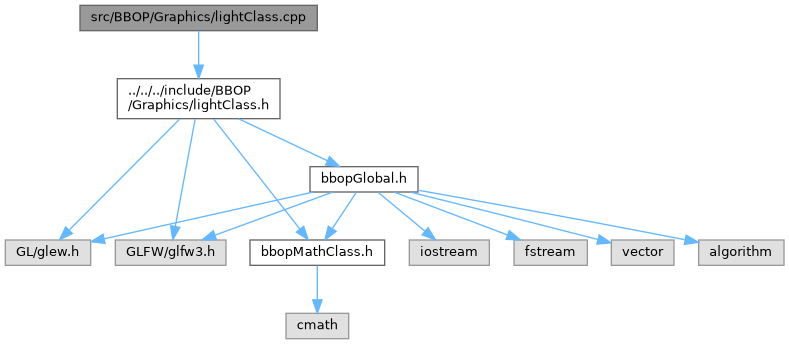 src/BBOP/Graphics/lightClass.cpp
../../../include/BBOP
/Graphics/lightClass.h
bbopGlobal.h
GL/glew.h
GLFW/glfw3.h
bbopMathClass.h
iostream
fstream
vector
algorithm
cmath